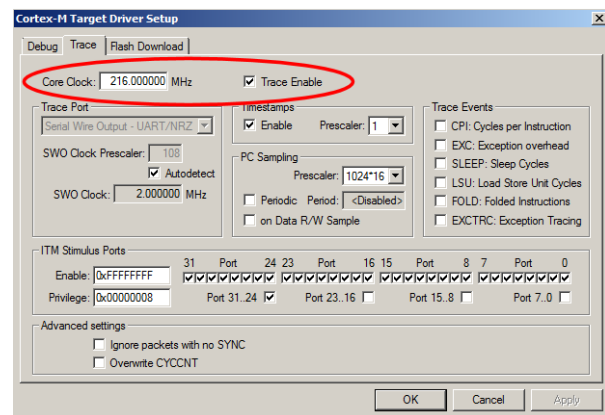 Cortex-M Target Driver Setup
Debug Trace Flash Download
Core Clock: 216.000000 MHz Trace Enable
Trace Port
Serial Wire Output - UART/NRZ
SWO Clock Prescaler: 108
Autodetect
SWO Clock: 2.000000 MHz
Timestamps
Enable Prescaler: 1
PC Sampling
Prescaler: 1024*16
Periodic Period: <Disabled>
on Data R/W Sample
Trace Events
CPI: Cycles per Instruction
EXC: Exception overhead
SLEEP: Sleep Cycles
LSU: Load Store Unit Cycles
FOLD: Folded Instructions
EXCTRC: Exception Tracing
ITM Stimulus Ports
31 Port 24 23 Port 16 15 Port 8 7 Port 0
Enable: 0xFFFFFFFF
Privilege: 0x00000008 Port 31..24 Port 23..16 Port 15..8 Port 7..0
Advanced settings
Ignore packets with no SYNC
Overwrite CYCCNT
OK Cancel Apply